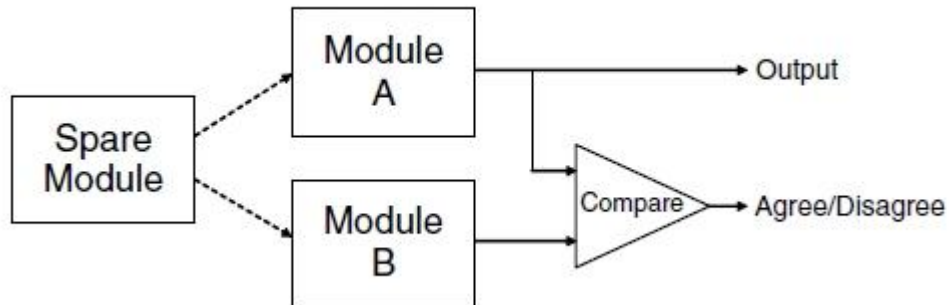 Module
A
Output
Spare
Module
Compare
Agree/Disagree
Module
B